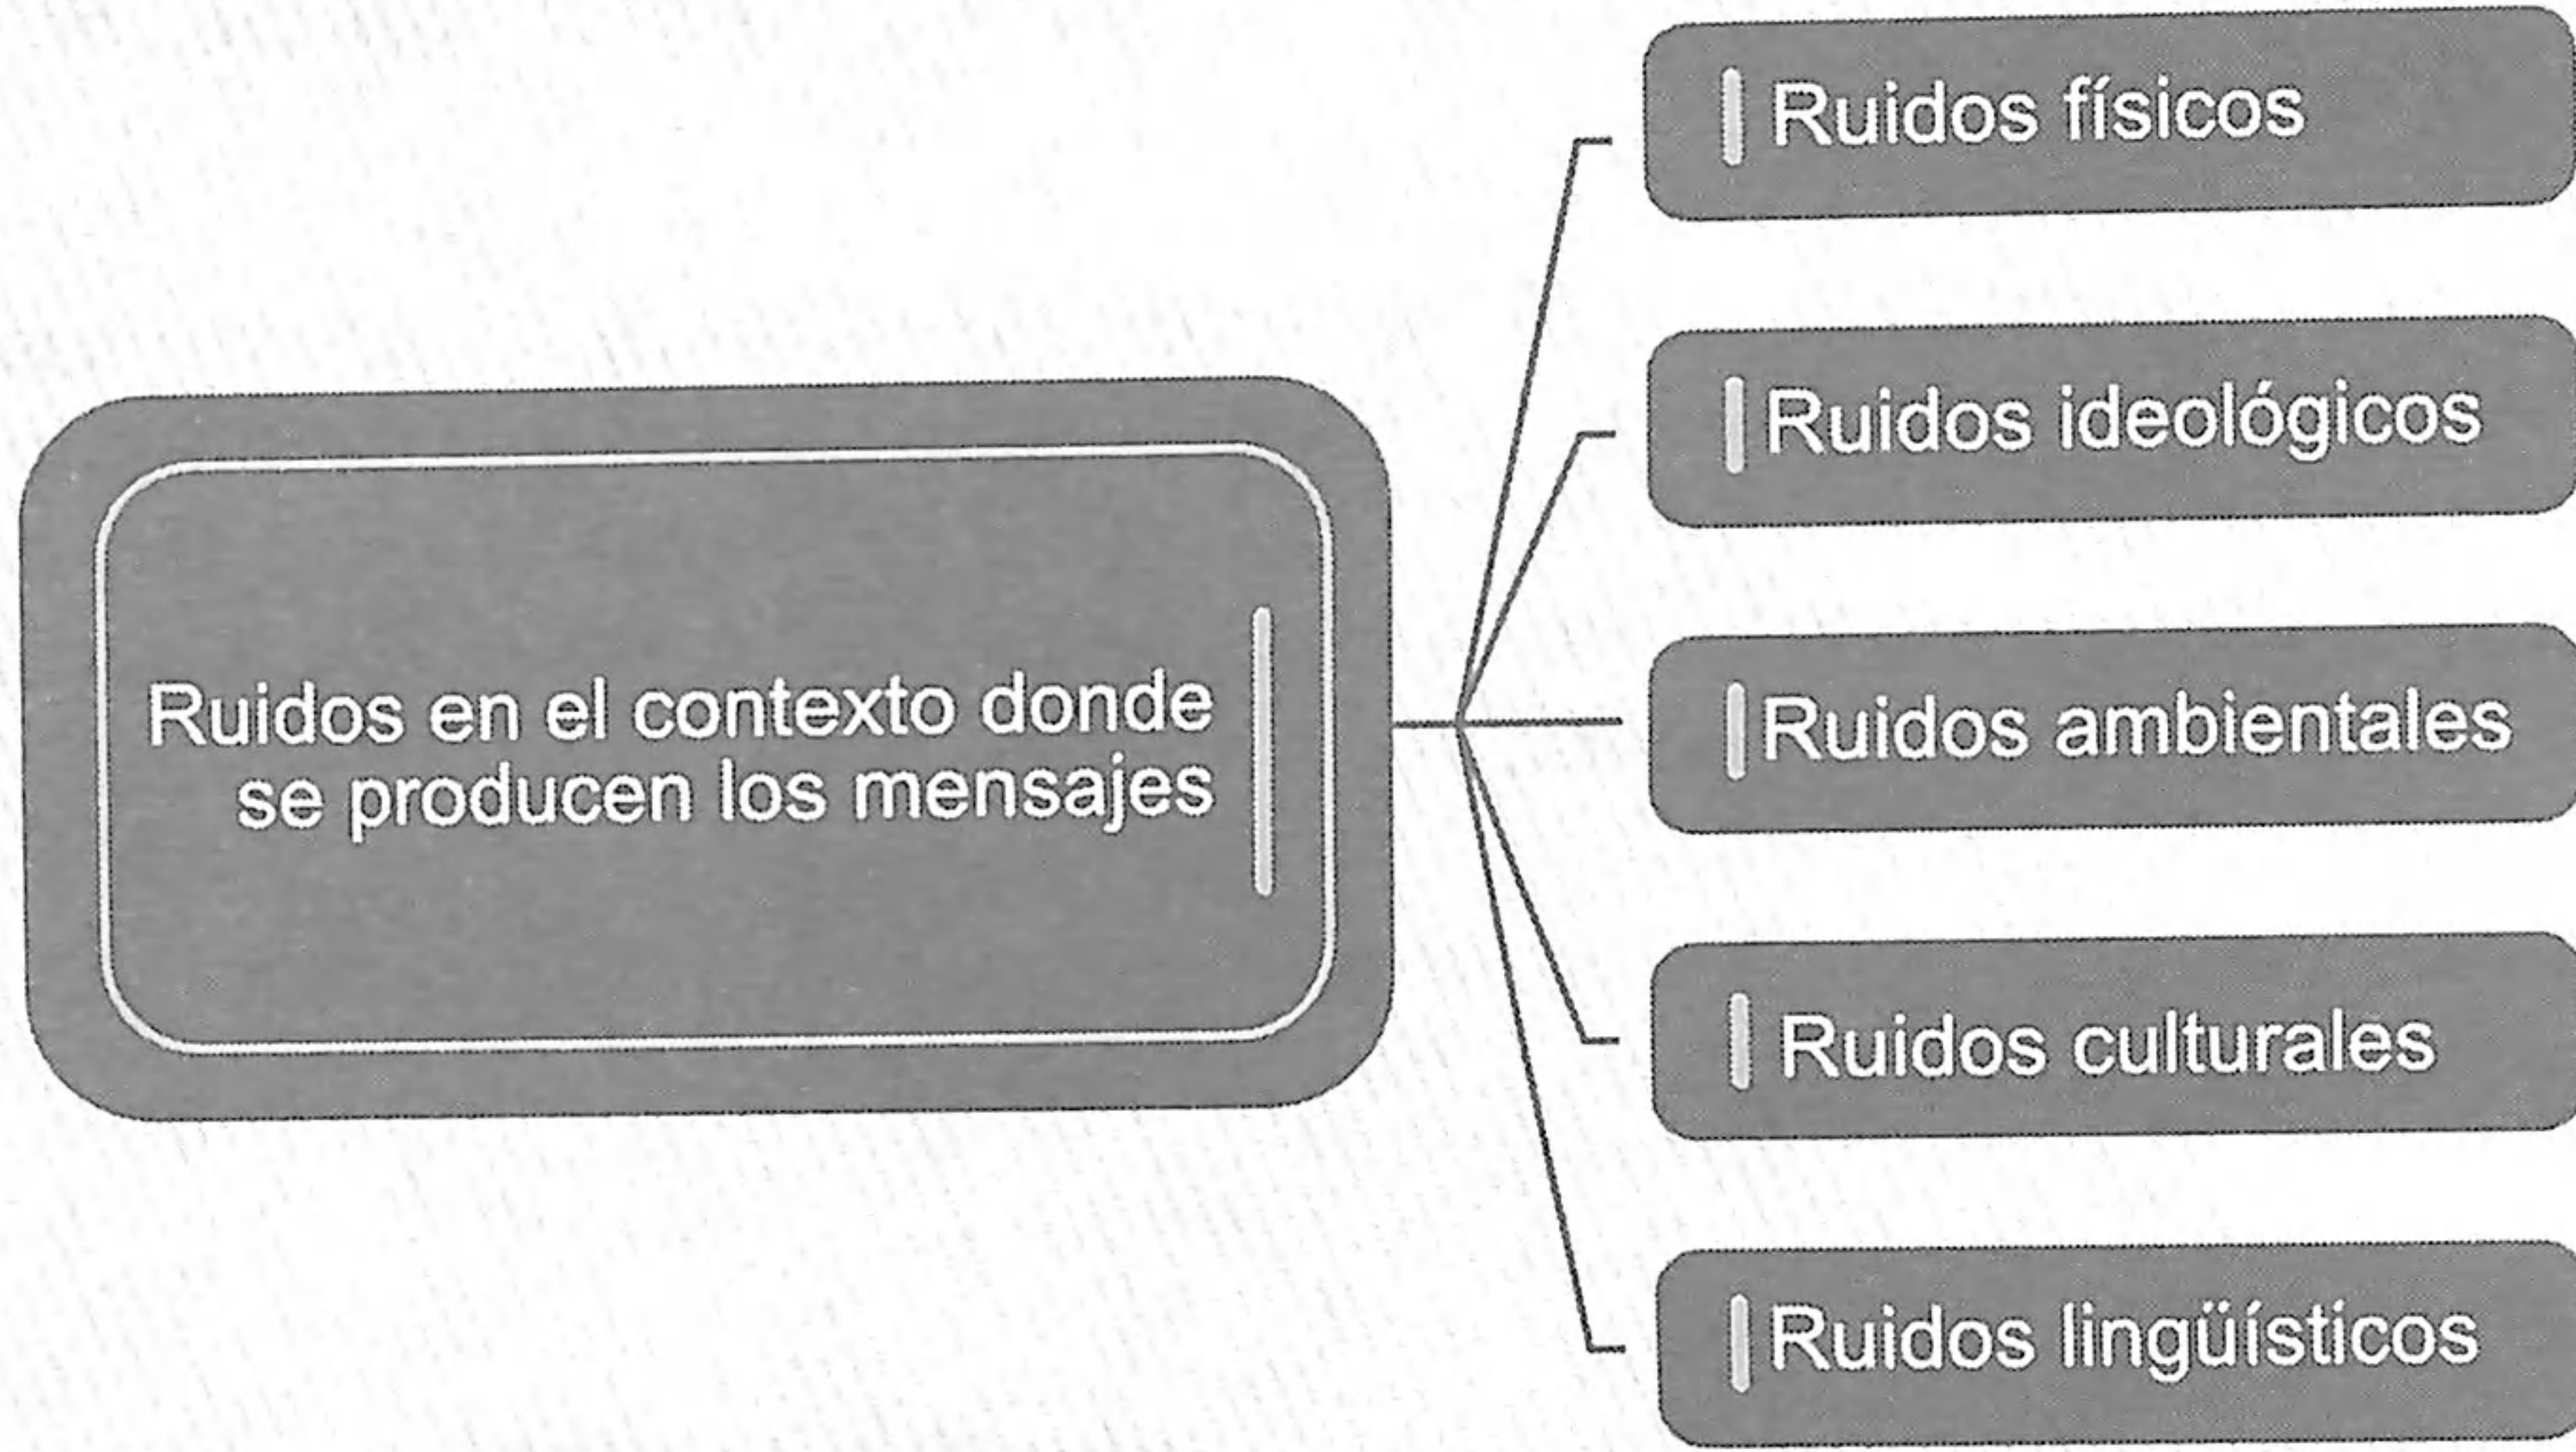 Ruidos en el contexto donde
se producen los mensajes
Ruidos físicos
Ruidos ideológicos
Ruidos ambientales
Ruidos culturales
Ruidos lingüísticos